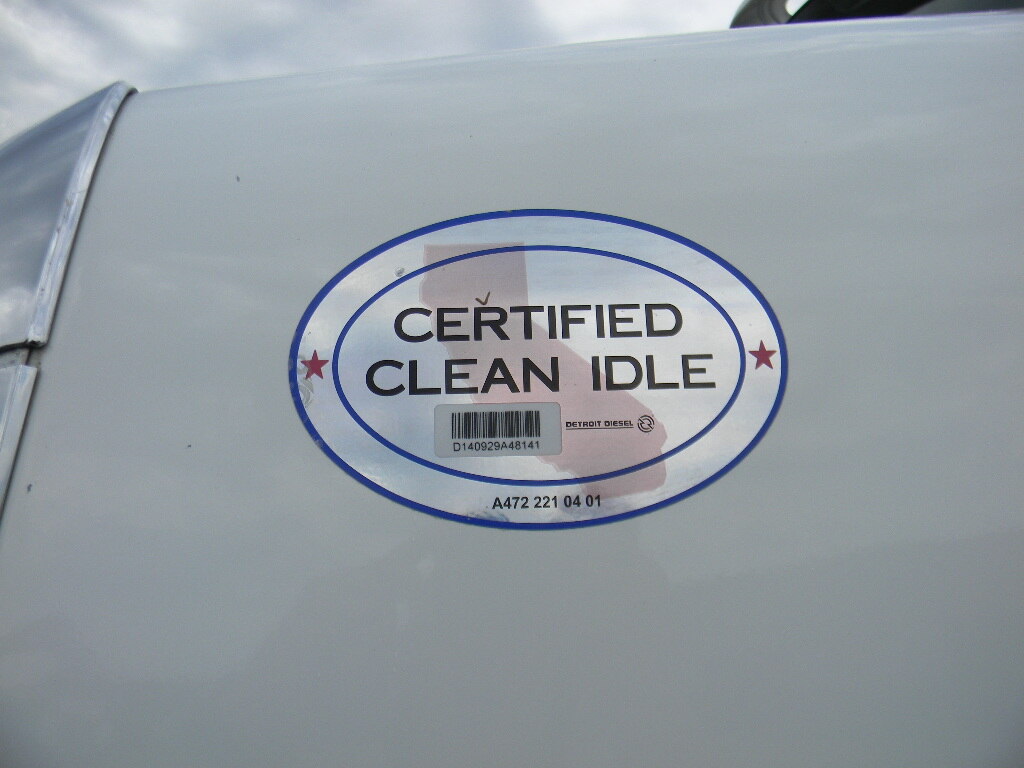 CERTIFIED
CLEAN IDLE
DETROIT DIESEL
D140929A48141
A472 221 04 01